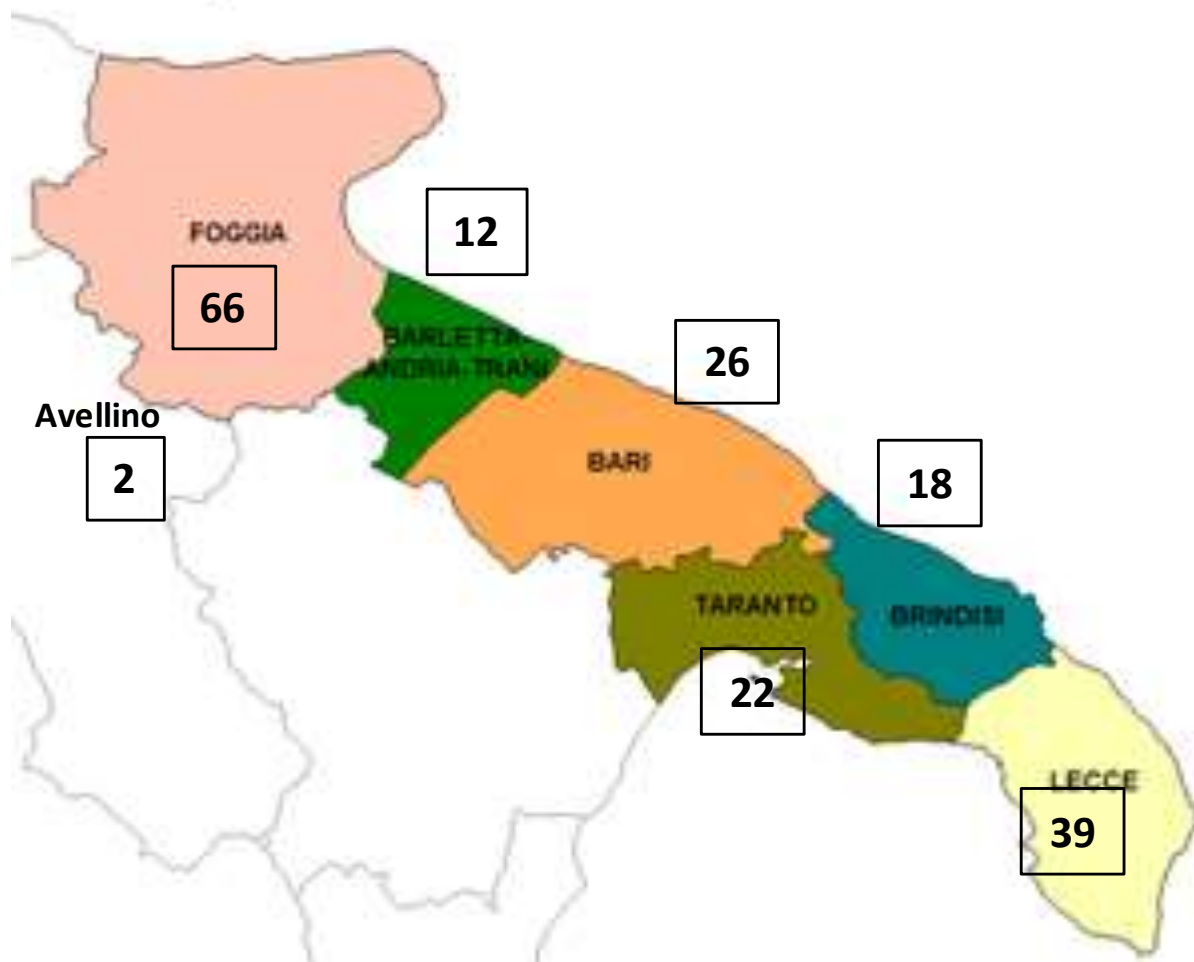 FOGGIA
12
66
BARLETTA-
ANDRIA-TRANI
26
Avellino
2
BARI
18
TARANTO
BRINDISI
22
LECCE
39